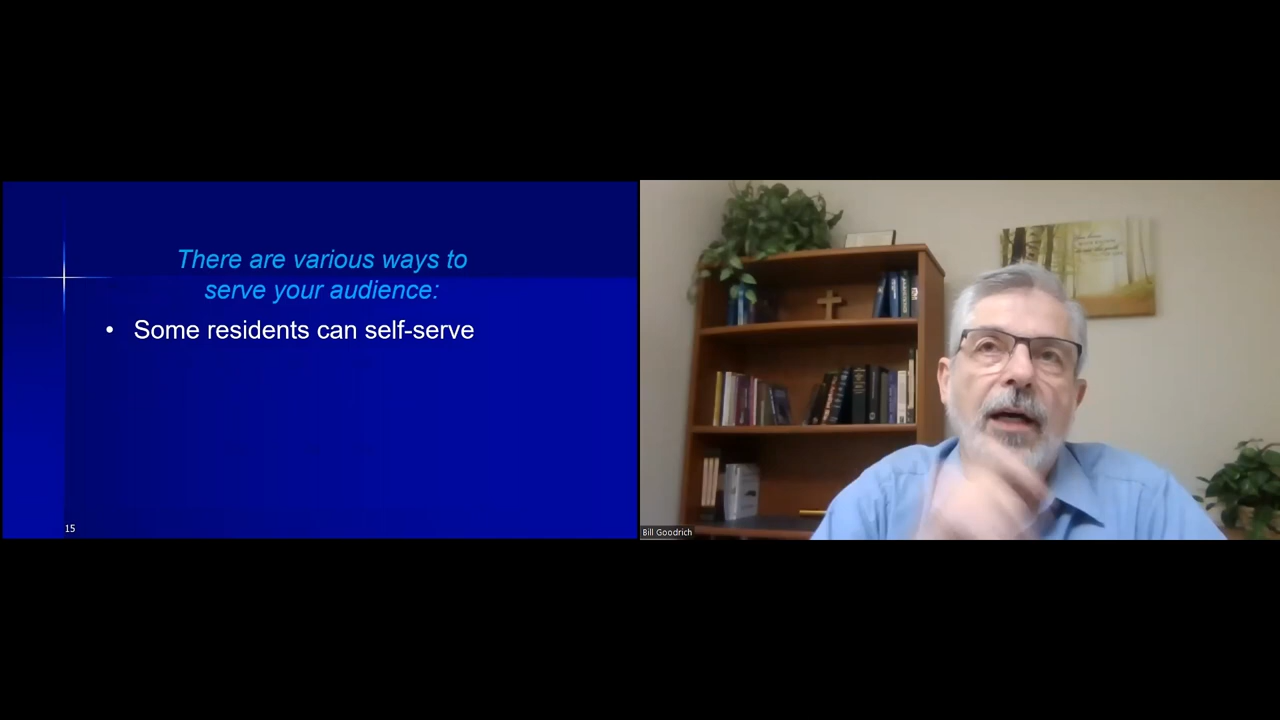 There are various ways to
serve your audience:
• Some residents can self-serve
15
Bill Goodrich